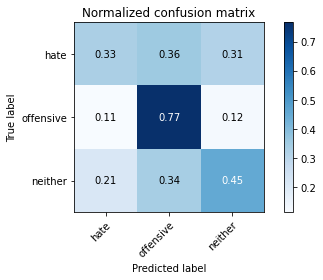 Normalized confusion matrix
hate 0.33 0.36 0.31
offensive 0.11 0.77 0.12
neither 0.21 0.34 0.45
hate offensive neither
True label
Predicted label
0.7
0.6
0.5
0.4
0.3
0.2